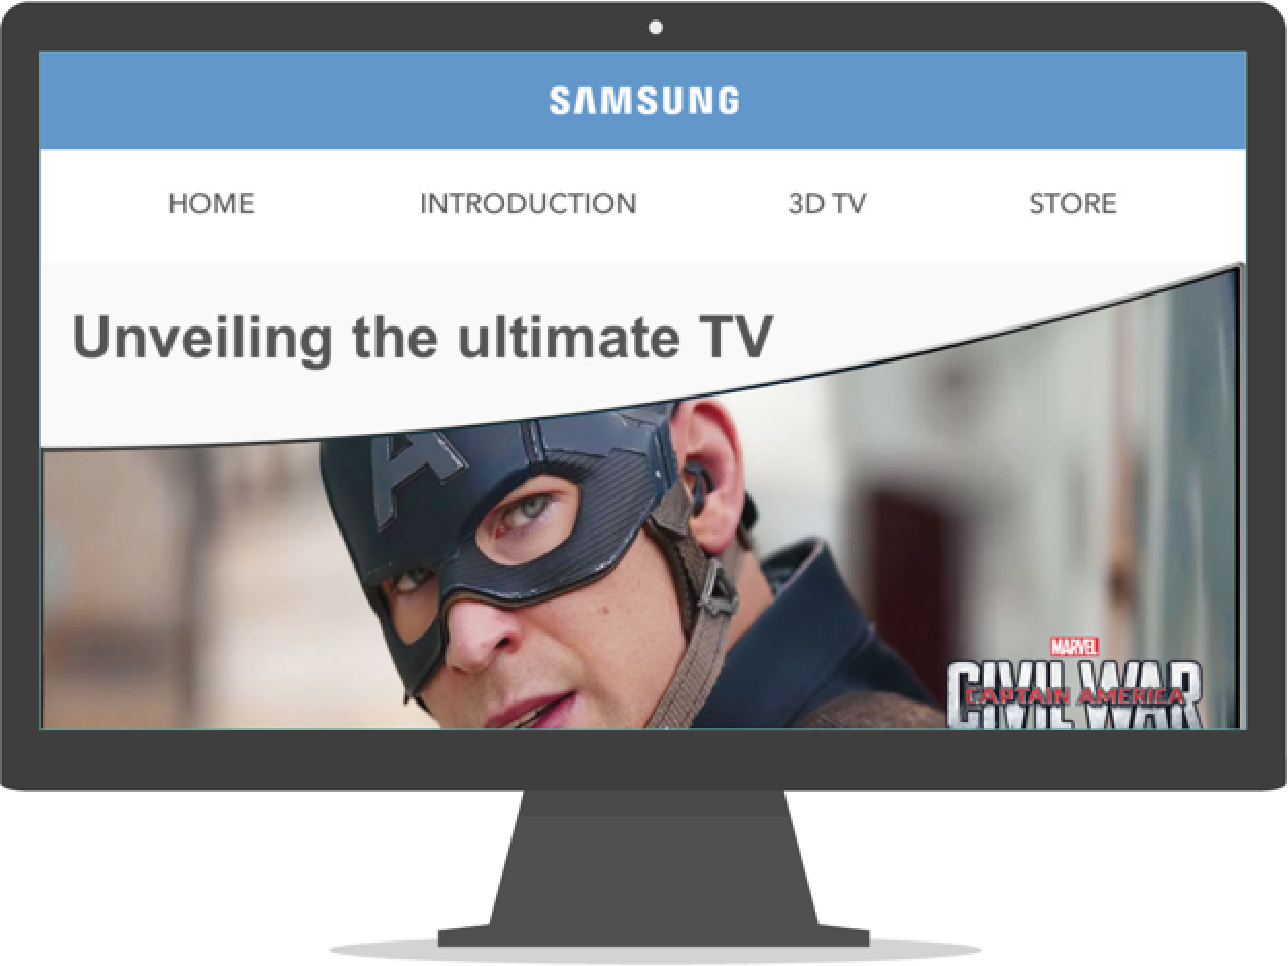 SAMSUNG
HOME INTRODUCTION 3D TV STORE
Unveiling the ultimate TV
A
MARVEL
CIVIL WAR
CAPTAIN AMERICA